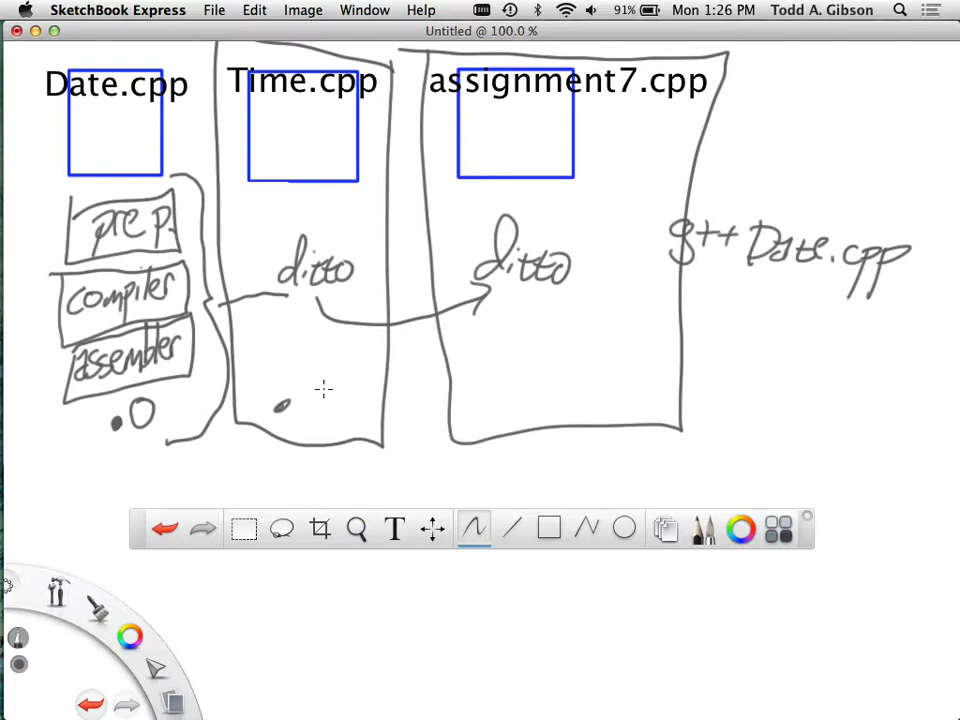 SketchBook Express File Edit Image Window Help 91% Mon 1:26 PM Todd A. Gibson
Untitled @ 100.0 %
Date.cpp Time.cpp assignment7.cpp
prep.
compiler
assembler
.O
ditto
ditto
g++ Date.cpp
T